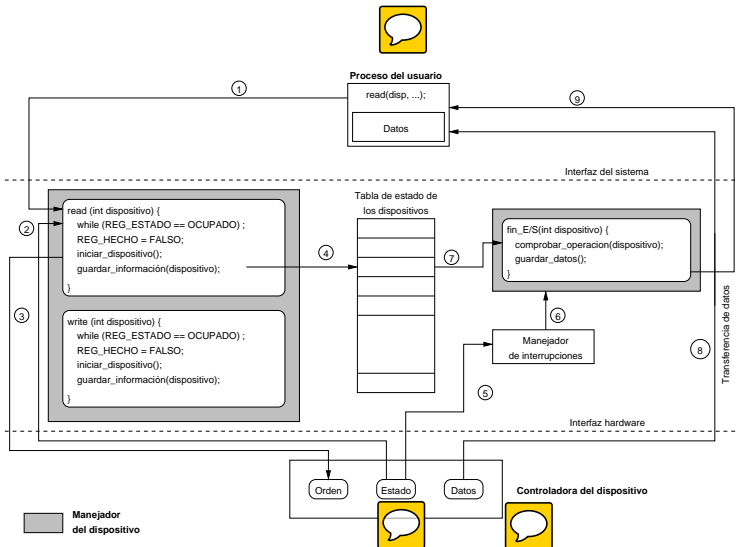 Proceso del usuario
1
read(disp, ...);
9
Datos
Interfaz del sistema
Tabla de estado de
los dispositivos
read (int dispositivo) {
while (REG_ESTADO == OCUPADO) ;
REG_HECHO = FALSO;
iniciar_dispositivo();
guardar_información(dispositivo);
}
2
4
7
fin_E/S(int dispositivo) {
comprobar_operacion(dispositivo);
guardar_datos();
}
3
write (int dispositivo) {
while (REG_ESTADO == OCUPADO) ;
REG_HECHO = FALSO;
iniciar_dispositivo();
guardar_información(dispositivo);
}
6
Manejador
de interrupciones
8
Transferencia de datos
5
Interfaz hardware
Orden
Estado
Datos
Controladora del dispositivo
Manejador
del dispositivo